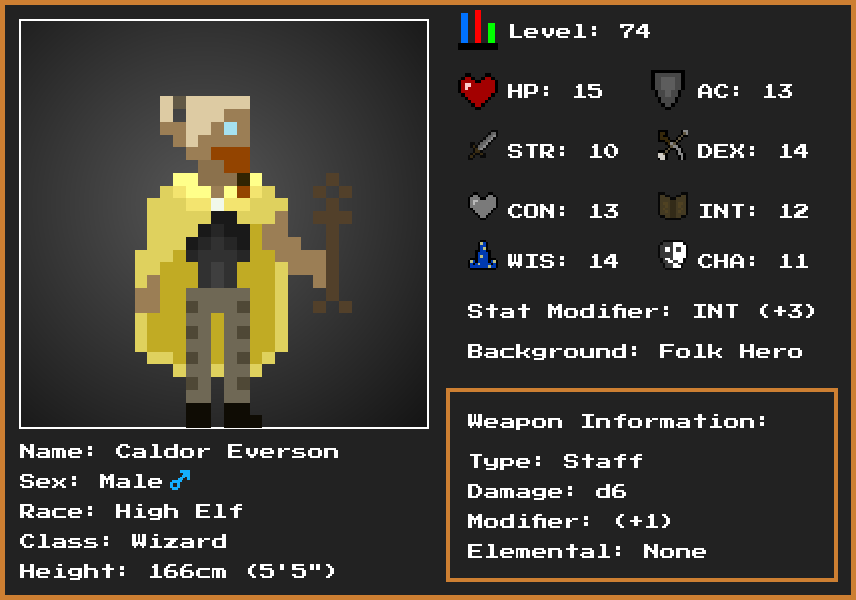 Level: 74
HP: 15 AC: 13
STR: 10 DEX: 14
CON: 13 INT: 12
WIS: 14 CHA: 11
Stat Modifier: INT (+3)
Background: Folk Hero
Weapon Information:
Type: Staff
Damage: d6
Modifier: (+1)
Elemental: None
Name: Caldor Everson
Sex: Male♂
Race: High Elf
Class: Wizard
Height: 166cm (5'5")